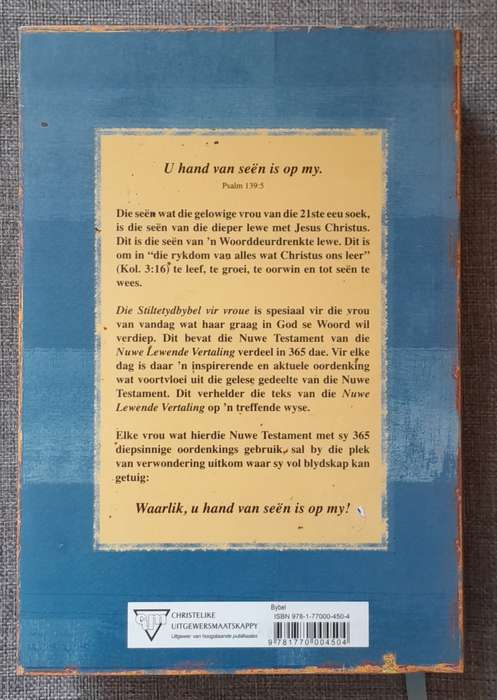 U hand van seën is op my.
Psalm 139:5
Die seën wat die gelowige vrou van die 21ste eeu soek,
is die seën van die dieper lewe met Jesus Christus.
Dit is die seën van 'n Woorddeurdrenkte lewe. Dit is
om in “die rykdom van alles wat Christus ons leer”
(Kol. 3:16) te leef, te groei, te oorwin en tot seën te
wees.
Die Stiltetydbybel vir vroue is spesiaal vir die vrou
van vandag wat haar graag in God se Woord wil
verdiep. Dit bevat die Nuwe Testament van die
Nuwe Lewende Vertaling verdeel in 365 dae. Vir elke
dag is daar 'n inspirerende en aktuele oordenking
wat voortvloei uit die gelese gedeelte van die Nuwe
Testament. Dit verhelder die teks van die Nuwe
Lewende Vertaling op 'n treffende wyse.
Elke vrou wat hierdie Nuwe Testament met sy 365
diepsinnige oordenkings gebruik, sal by die plek
van verwondering uitkom waar sy vol blydskap kan
getuig:
Waarlik, u hand van seën is op my!
CHRISTELIKE
UITGEWERSMAATSKAPPY
Uitgewer van hoogstaande publikasies
Bybel
ISBN 978-1-77000-450-4
9 781770 004504